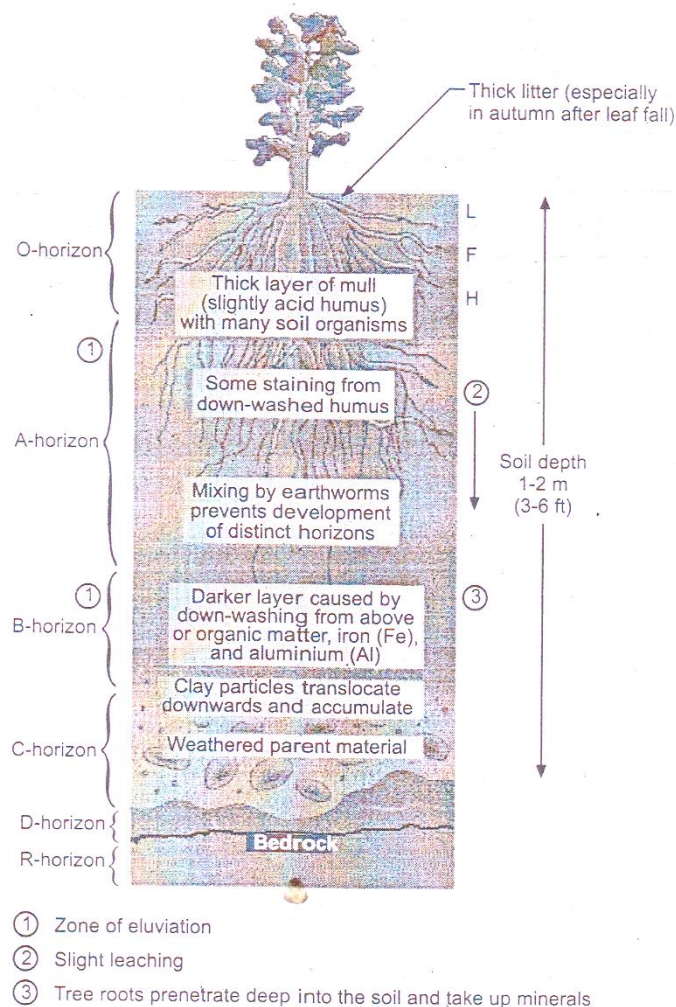 Thick litter (especially
in autumn after leaf fall)
L
O-horizon
F
H
Thick layer of mull
(slightly acid humus)
with many soil organisms
①
Some staining from
down-washed humus
②
A-horizon
Soil depth
1-2 m
(3-6 ft)
Mixing by earthworms
prevents development
of distinct horizons
①
B-horizon
Darker layer caused by
down-washing from above
or organic matter, iron (Fe),
and aluminium (Al)
③
Clay particles translocate
downwards and accumulate
C-horizon
Weathered parent material
D-horizon
Bedrock
R-horizon
① Zone of eluviation
② Slight leaching
③ Tree roots prenetrate deep into the soil and take up minerals